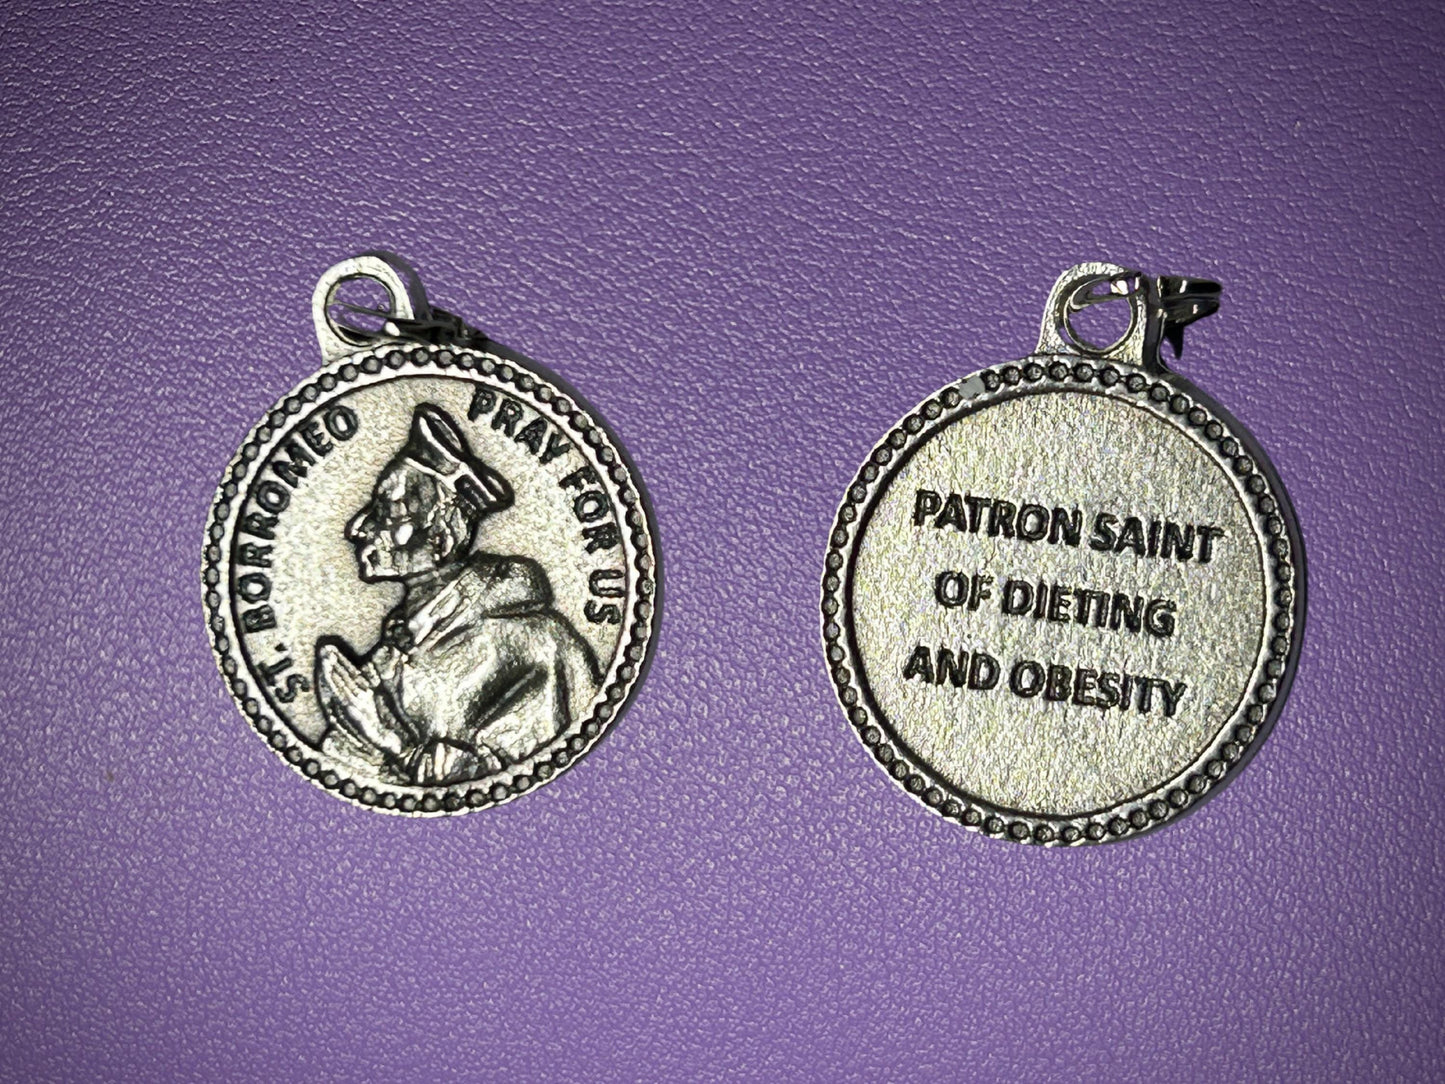 ST. BORROMEO PRAY FOR US
PATRON SAINT
OF DIETING
AND OBESITY